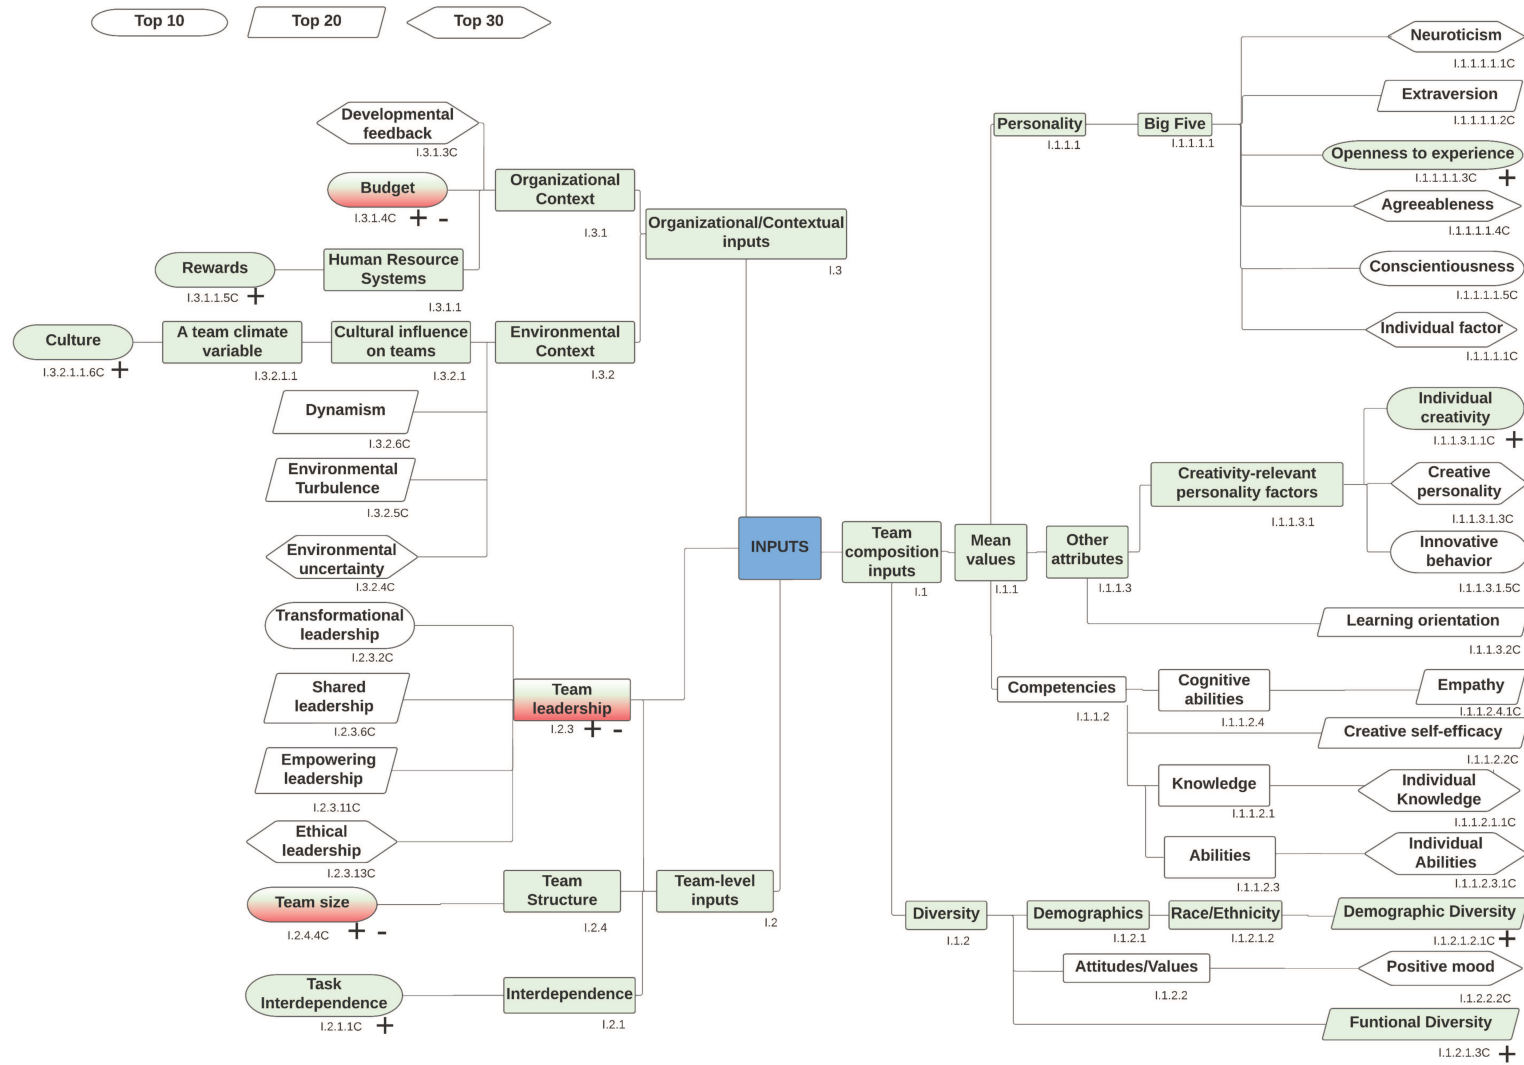 Top 10
Top 20
Top 30
Developmental
feedback
I.3.1.3C
Budget
I.3.1.4C + -
Organizational
Context
I.3.1
Organizational/Contextual
inputs
I.3
Rewards
I.3.1.1.5C +
Human Resource
Systems
I.3.1.1
Culture
I.3.2.1.1.6C +
A team climate
variable
I.3.2.1.1
Cultural influence
on teams
I.3.2.1
Environmental
Context
I.3.2
Dynamism
I.3.2.6C
Environmental
Turbulence
I.3.2.5C
Environmental
uncertainty
I.3.2.4C
Transformational
leadership
I.2.3.2C
Shared
leadership
I.2.3.6C
Team
leadership
I.2.3 + -
Empowering
leadership
I.2.3.11C
Ethical
leadership
I.2.3.13C
Team size
I.2.4.4C + -
Team
Structure
I.2.4
Team-level
inputs
I.2
Task
Interdependence
I.2.1.1C +
Interdependence
I.2.1
INPUTS
Team
composition
inputs
I.1
Mean
values
I.1.1
Other
attributes
I.1.1.3
Personality
I.1.1.1
Big Five
I.1.1.1.1
Neuroticism
I.1.1.1.1.1C
Extraversion
I.1.1.1.1.2C
Openness to experience
I.1.1.1.1.3C +
Agreeableness
I.1.1.1.1.4C
Conscientiousness
I.1.1.1.1.5C
Individual factor
I.1.1.1.1C
Individual
creativity
I.1.1.3.1.1C +
Creativity-relevant
personality factors
I.1.1.3.1
Creative
personality
I.1.1.3.1.3C
Innovative
behavior
I.1.1.3.1.5C
Learning orientation
I.1.1.3.2C
Competencies
I.1.1.2
Cognitive
abilities
I.1.1.2.4
Empathy
I.1.1.2.4.1C
Creative self-efficacy
I.1.1.2.2C
Knowledge
I.1.1.2.1
Individual
Knowledge
I.1.1.2.1.1C
Abilities
I.1.1.2.3
Individual
Abilities
I.1.1.2.3.1C
Diversity
I.1.2
Demographics
I.1.2.1
Race/Ethnicity
I.1.2.1.2
Demographic Diversity
I.1.2.1.2.1C +
Attitudes/Values
I.1.2.2
Positive mood
I.1.2.2.2C
Funtional Diversity
I.1.2.1.3C +